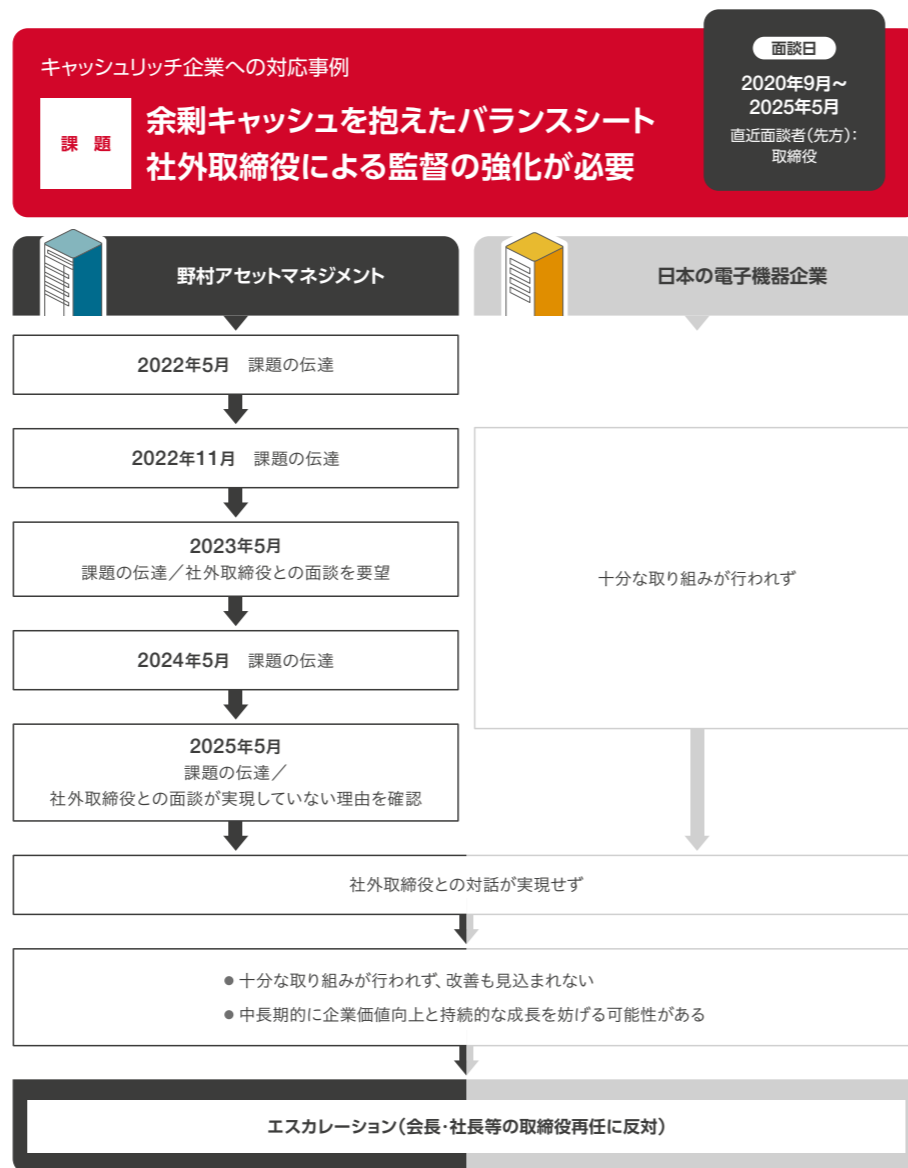 キャッシュリッチ企業への対応事例
課題
余剰キャッシュを抱えたバランスシート
社外取締役による監督の強化が必要
面談日
2020年9月～
2025年5月
直近面談者(先方)：
取締役
野村アセットマネジメント
日本の電子機器企業
2022年5月　課題の伝達
2022年11月　課題の伝達
2023年5月
課題の伝達／社外取締役との面談を要望
2024年5月　課題の伝達
2025年5月
課題の伝達／
社外取締役との面談が実現していない理由を確認
十分な取り組みが行われず
社外取締役との対話が実現せず
● 十分な取り組みが行われず、改善も見込まれない
● 中長期的に企業価値向上と持続的な成長を妨げる可能性がある
エスカレーション(会長・社長等の取締役再任に反対)